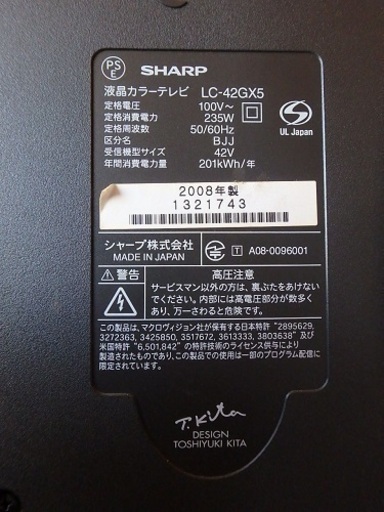 PS
E
SHARP
液晶カラーテレビ LC-42GX5
定格電圧 100V～
定格消費電力 235W
定格周波数 50/60Hz
区分名 BJJ
受信機型サイズ 42V
年間消費電力量 201kWh/年
S
UL Japan
2008年製
1321743
シャープ株式会社
MADE IN JAPAN
T A08-0096001
警告 高圧注意
サービスマン以外の方は、裏ぶたをあけない
でください。内部には高電圧部分が数多く
あり、万一さわると危険です。
この製品は、マクロヴィジョン社が保有する日本特許 "2895629,
3272363, 3425850, 3517672, 3613333, 3803638" 及び
米国特許 "6,501,842" の特許技術のライセンス供与により
製造されたものであり、この製品での使用は一部のプログラム配信に
限られます。
T.Kita
DESIGN
TOSHIYUKI KITA